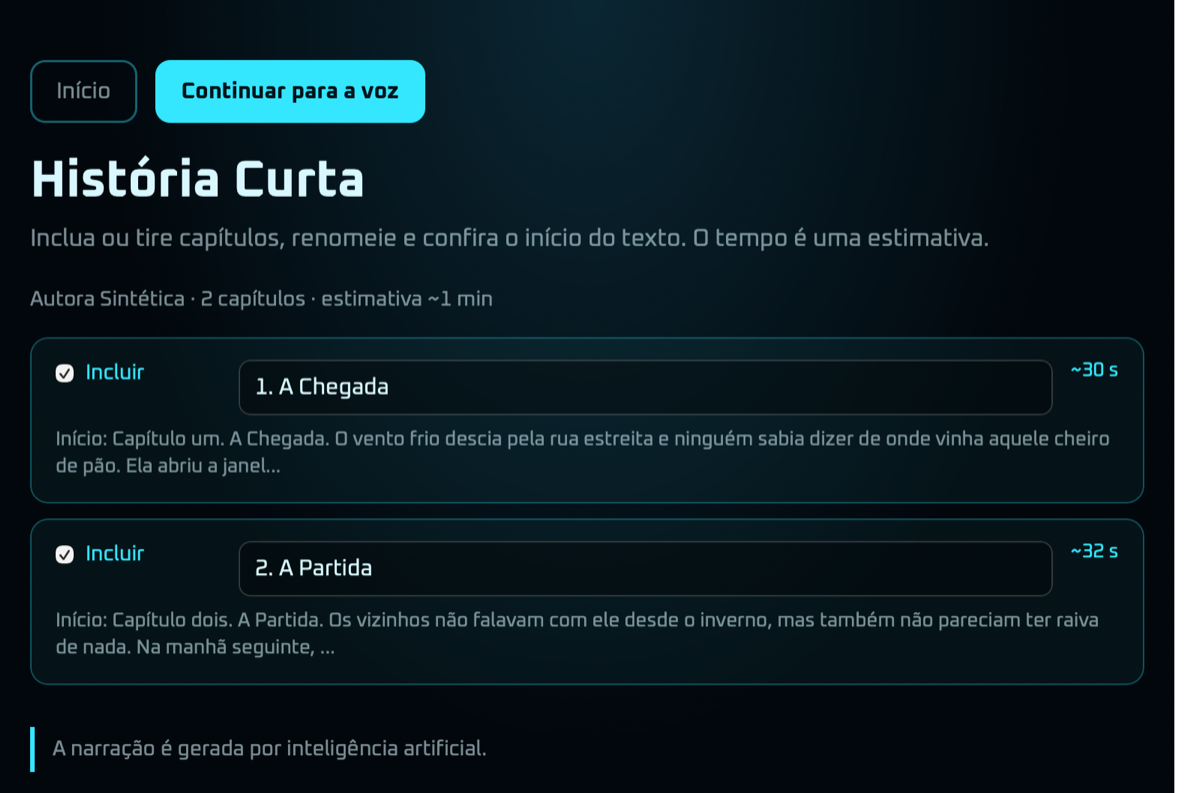 Início
Continuar para a voz
História Curta
Inclua ou tire capítulos, renomeie e confira o início do texto. O tempo é uma estimativa.
Autora Sintética · 2 capítulos · estimativa ~1 min
Incluir
1. A Chegada
~30 s
Início: Capítulo um. A Chegada. O vento frio descia pela rua estreita e ninguém sabia dizer de onde vinha aquele cheiro
de pão. Ela abriu a janel...
Incluir
2. A Partida
~32 s
Início: Capítulo dois. A Partida. Os vizinhos não falavam com ele desde o inverno, mas também não pareciam ter raiva
de nada. Na manhã seguinte, ...
A narração é gerada por inteligência artificial.